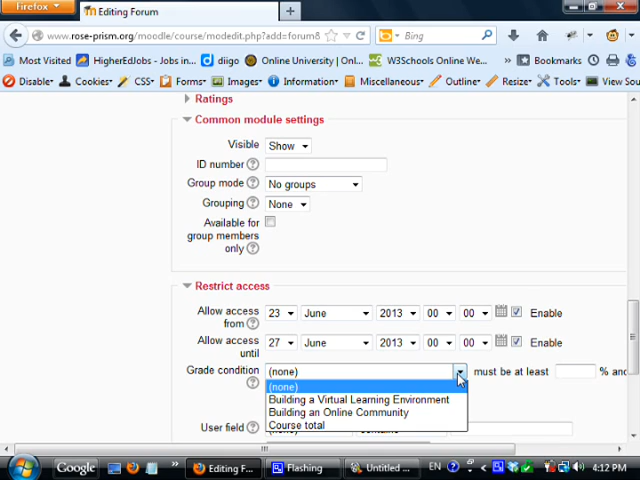 Firefox
Editing Forum
www.rose-prism.org/moodle/course/modedit.php?add=forum&
Bing
Most Visited HigherEdJobs - Jobs in... diigo Online University | Onl... W3Schools Online We... » Bookmarks
Disable Cookies CSS Forms Images Information Miscellaneous Outline Resize Tools View Sou
Ratings
Common module settings
Visible Show
ID number
Group mode No groups
Grouping None
Available for
group members
only
Restrict access
Allow access
from
23 June 2013 00 00 Enable
Allow access
until
27 June 2013 00 00 Enable
Grade condition (none) must be at least % and
(none)
Building a Virtual Learning Environment
Building an Online Community
Course total
User field
Google » Editing F... Flashing Untitled ... EN 4:12 PM